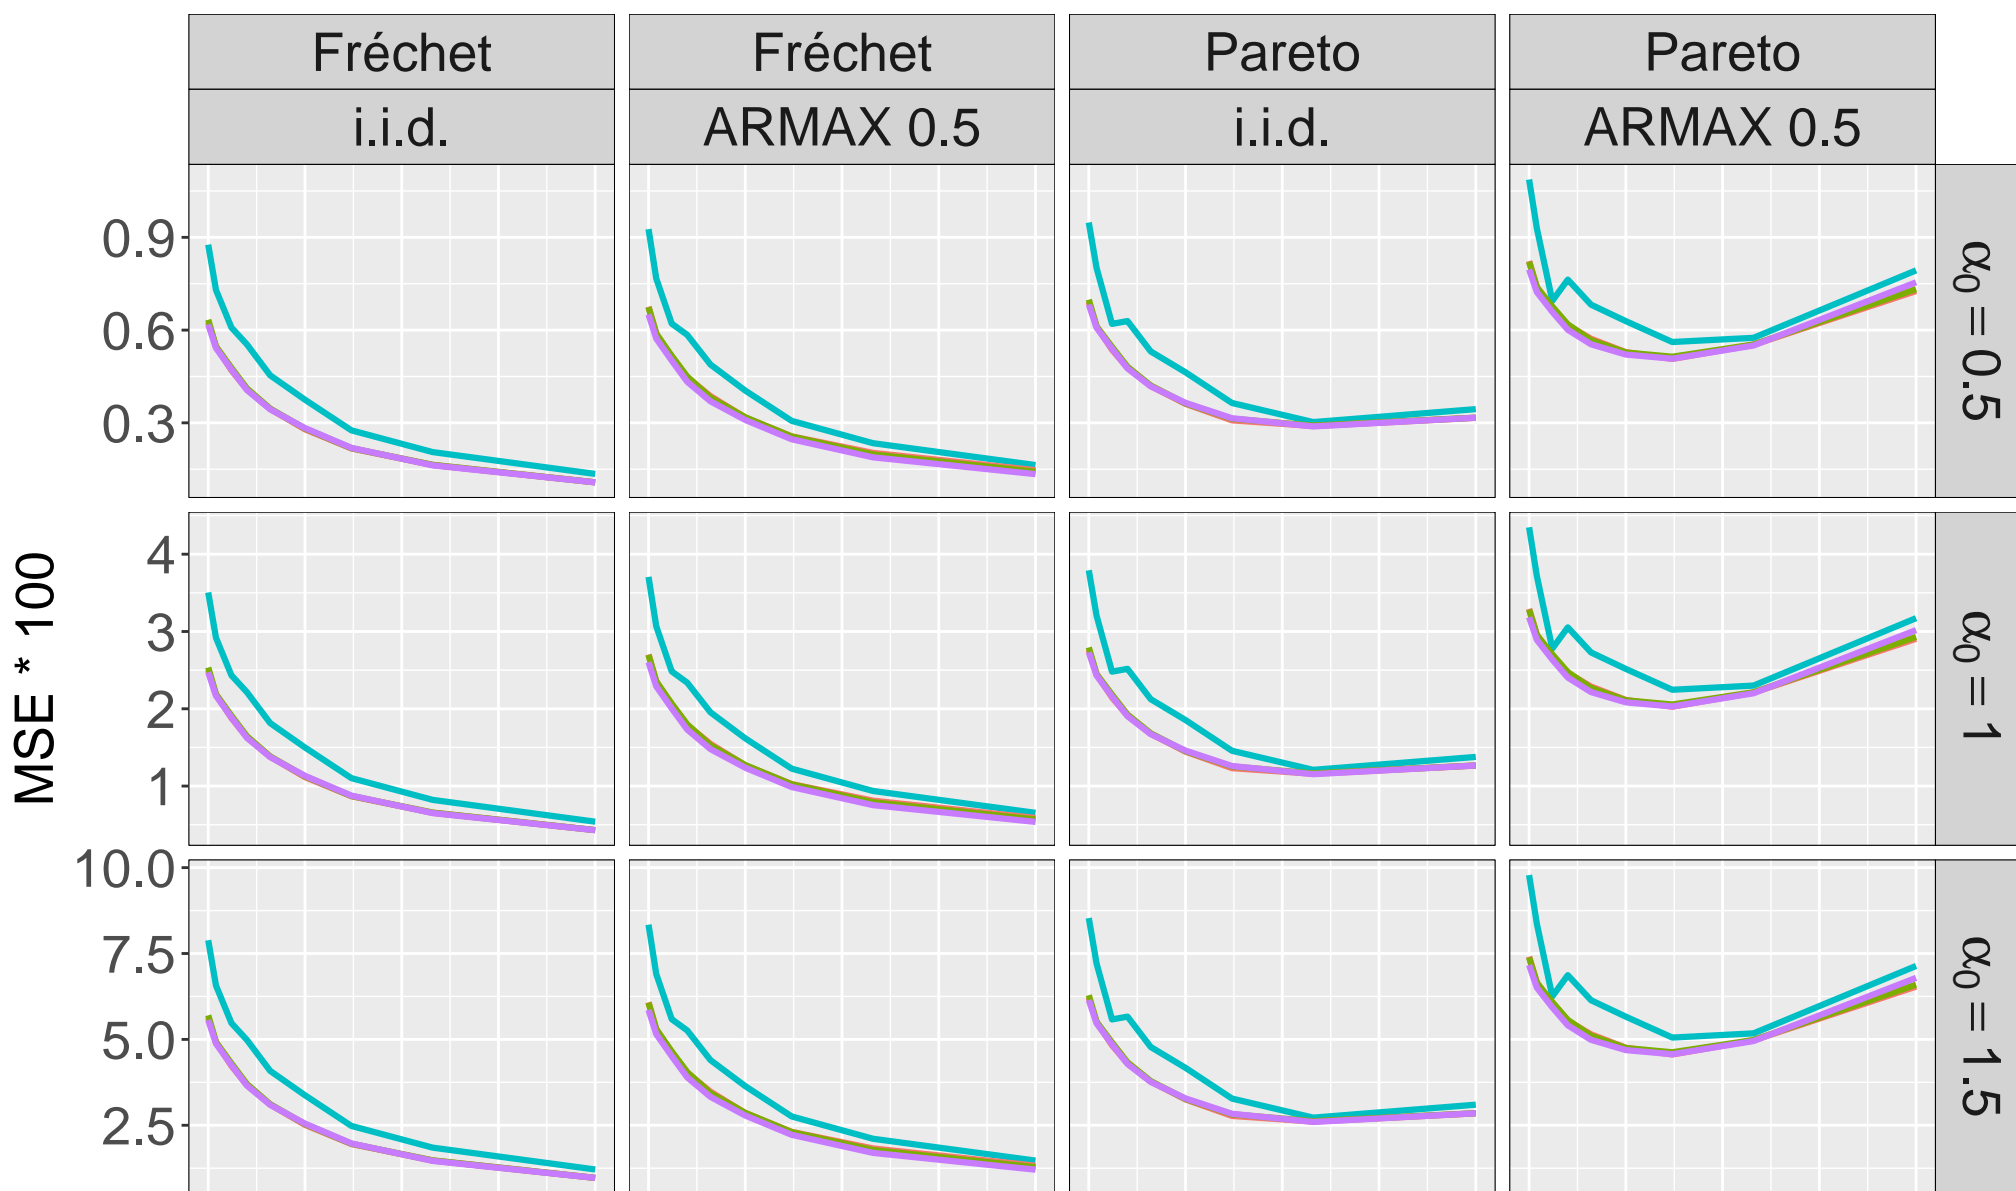 Fréchet Fréchet Pareto Pareto
i.i.d. ARMAX 0.5 i.i.d. ARMAX 0.5
0.9
0.6
0.3
α₀ = 0.5
MSE * 100
4
3
2
1
α₀ = 1
10.0
7.5
5.0
2.5
α₀ = 1.5